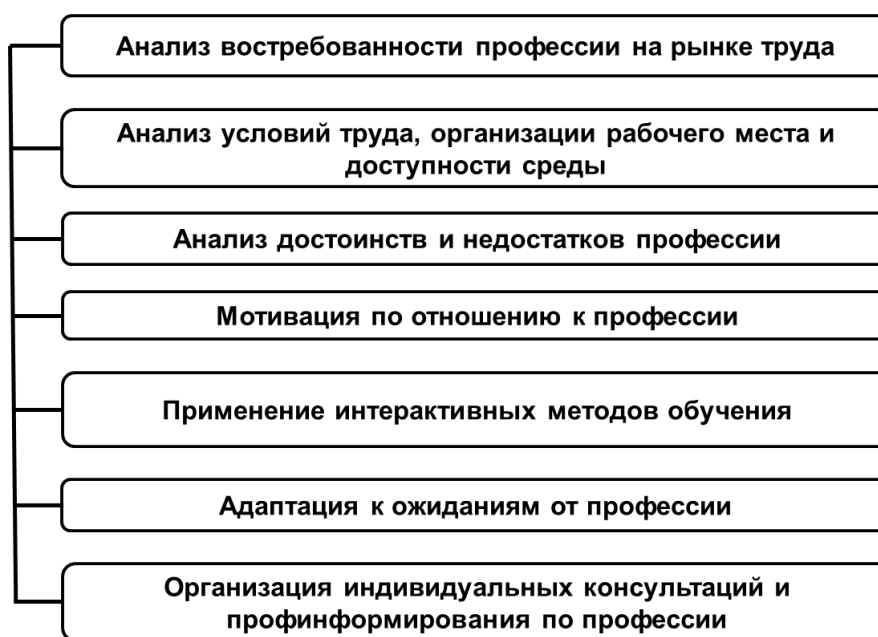 Анализ востребованности профессии на рынке труда
Анализ условий труда, организации рабочего места и
доступности среды
Анализ достоинств и недостатков профессии
Мотивация по отношению к профессии
Применение интерактивных методов обучения
Адаптация к ожиданиям от профессии
Организация индивидуальных консультаций и
профинформирования по профессии